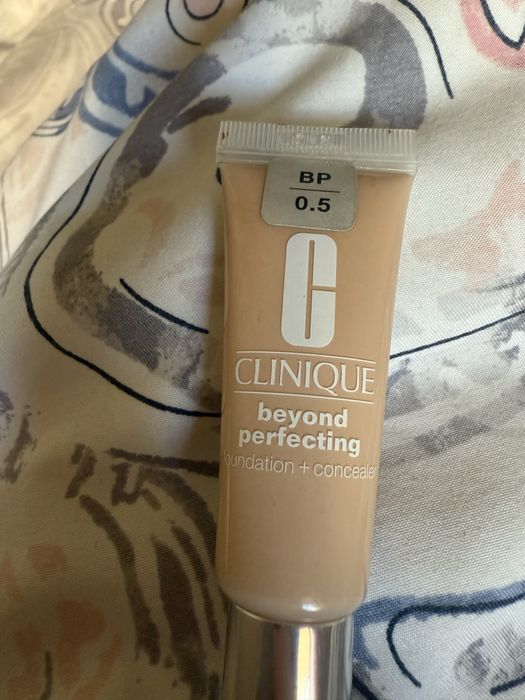 BP
0.5
C
CLINIQUE
beyond
perfecting
foundation + concealer